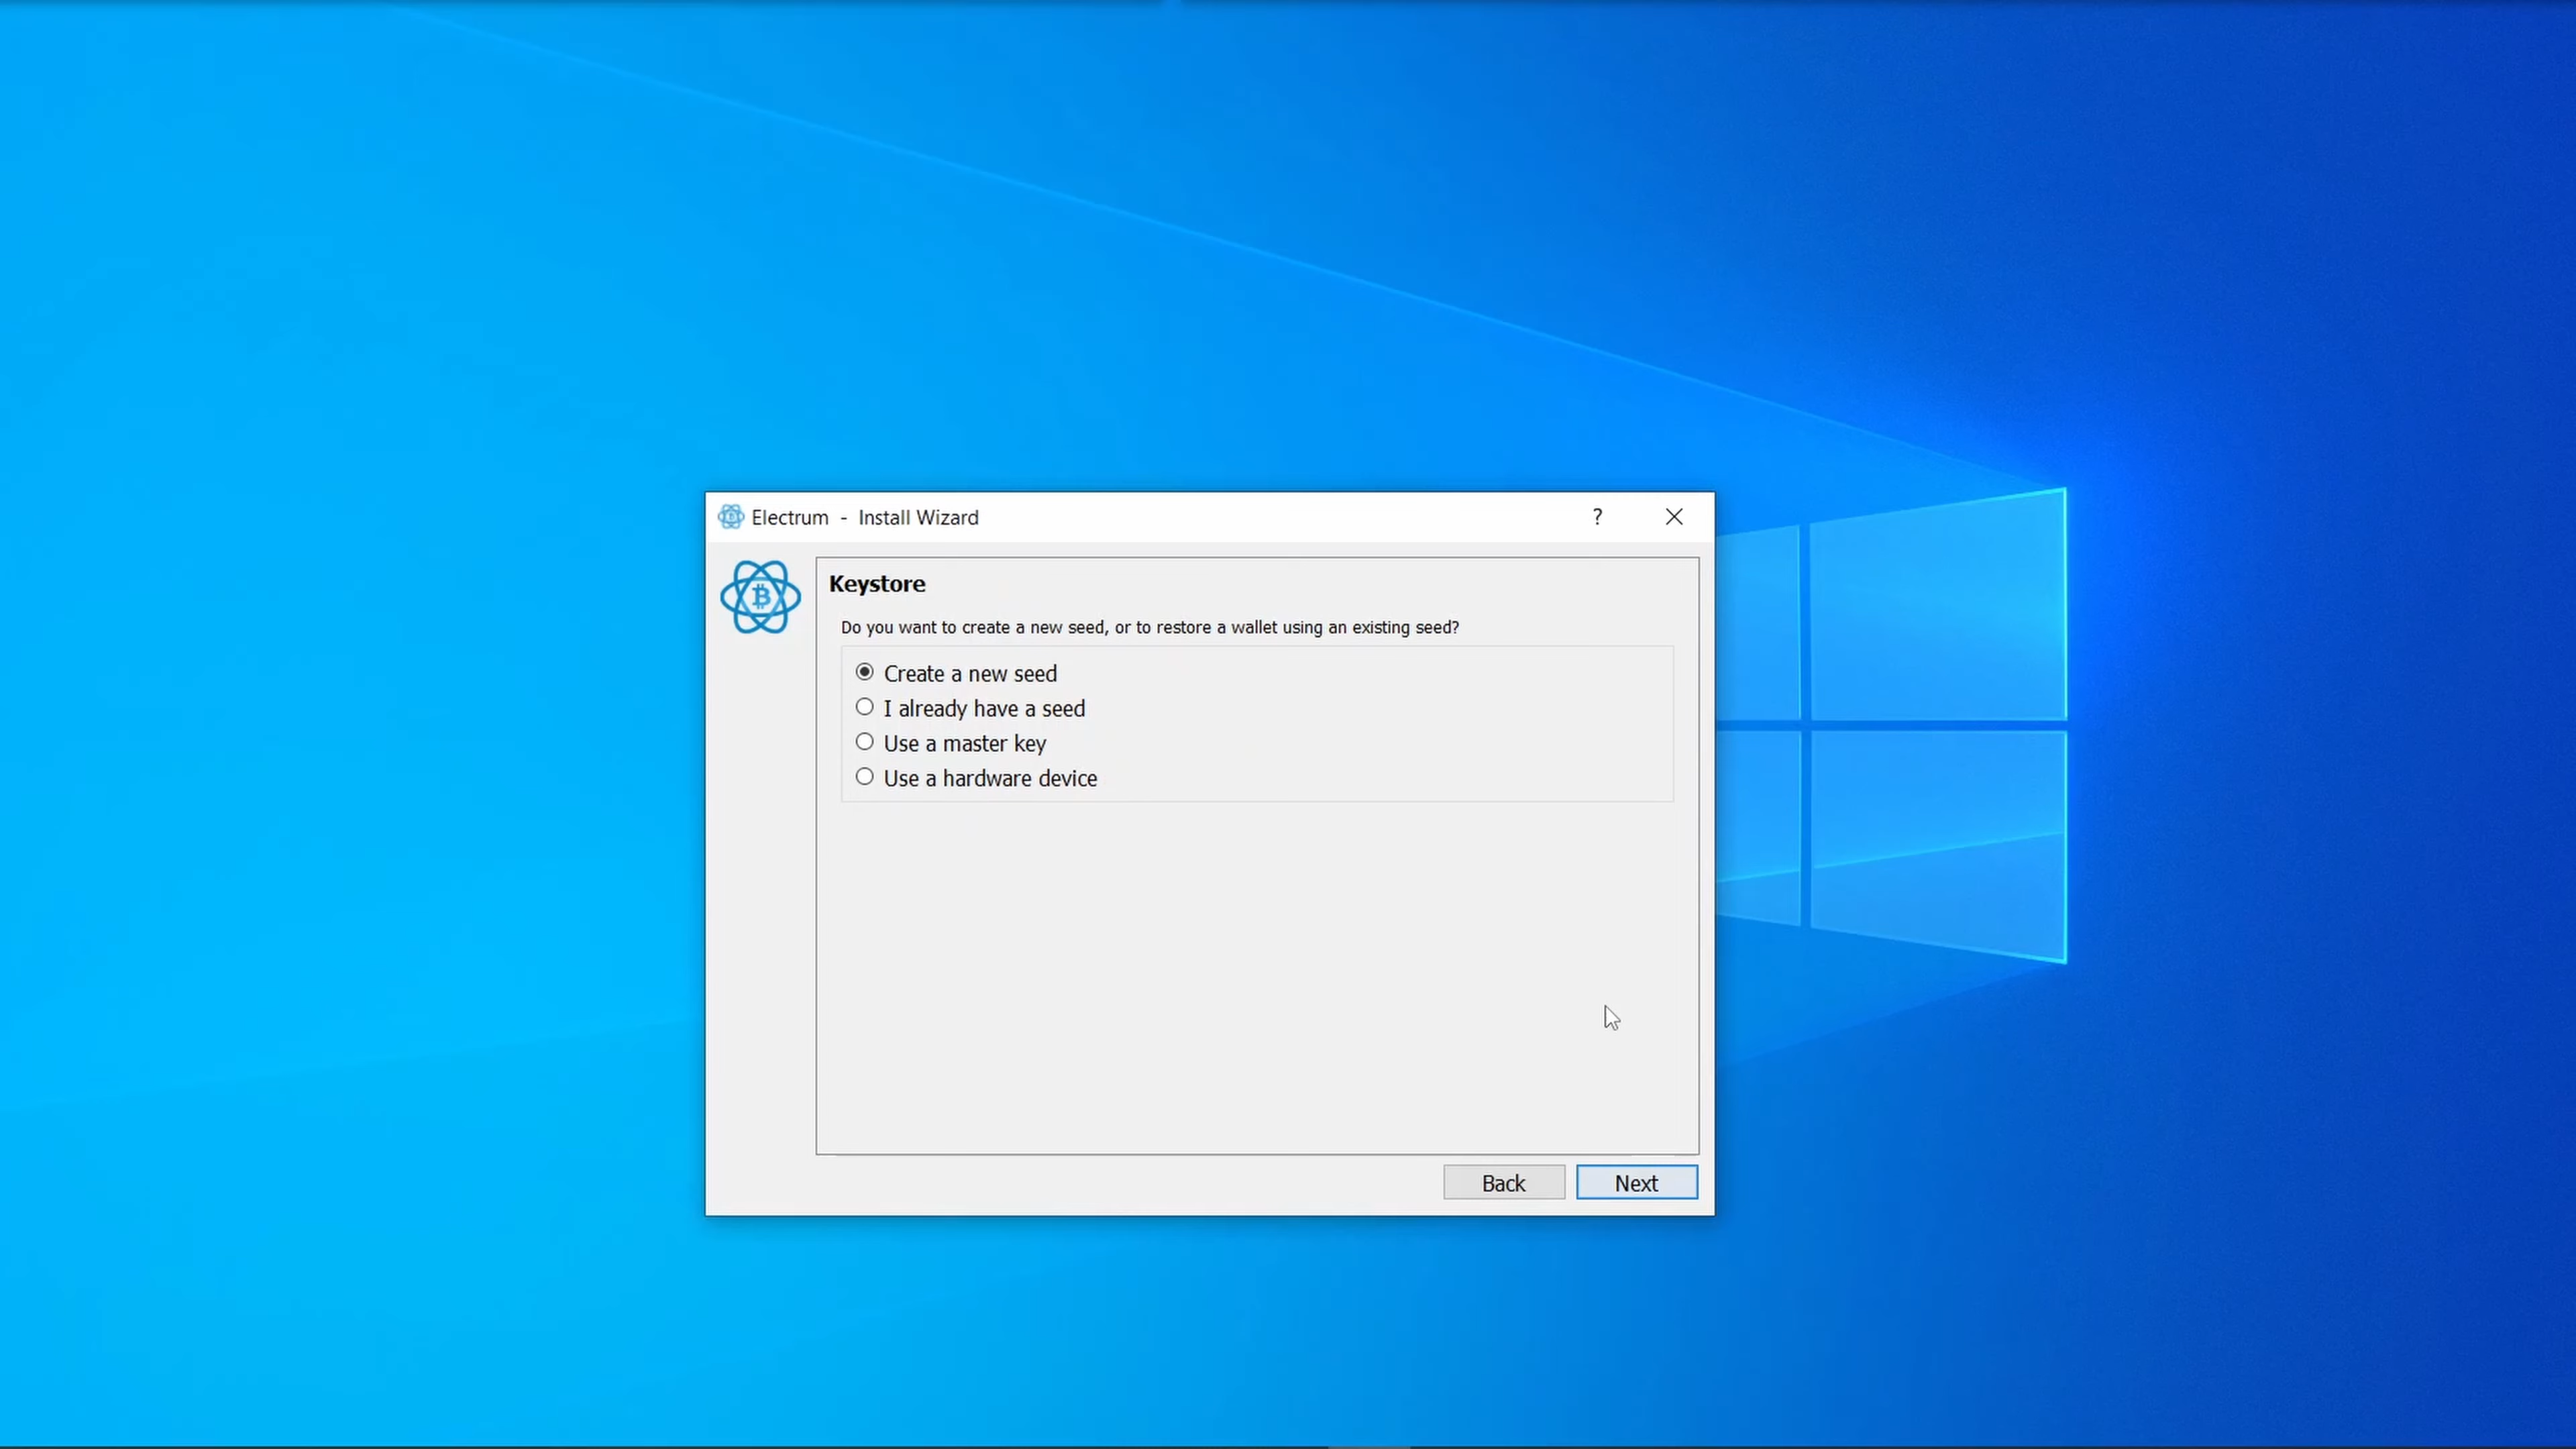 Electrum - Install Wizard
?
Keystore
Do you want to create a new seed, or to restore a wallet using an existing seed?
Create a new seed
I already have a seed
Use a master key
Use a hardware device
Back
Next